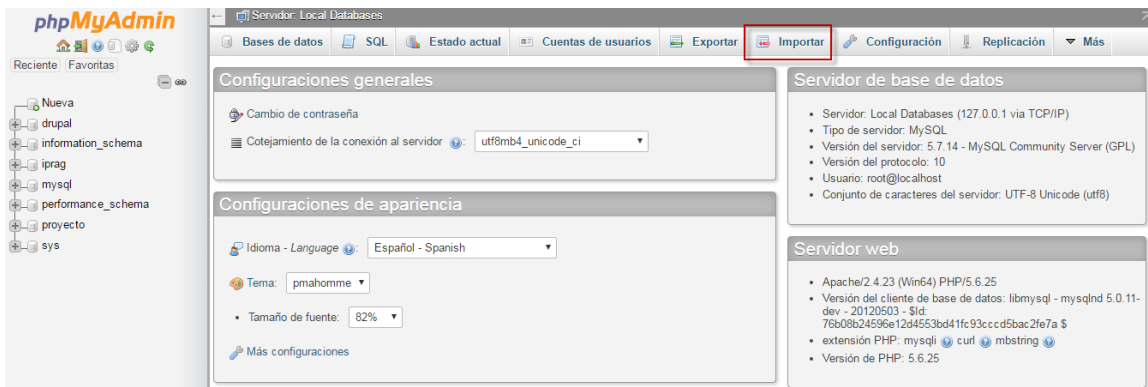 phpMyAdmin
Reciente Favoritas
Nueva
drupal
information_schema
iprag
mysql
performance_schema
proyecto
sys
Servidor: Local Databases
Bases de datos SQL Estado actual Cuentas de usuarios Exportar Importar Configuración Replicación Más
Configuraciones generales
Cambio de contraseña
Cotejamiento de la conexión al servidor : utf8mb4_unicode_ci
Configuraciones de apariencia
Idioma - Language : Español - Spanish
Tema: pmahomme
• Tamaño de fuente: 82%
Más configuraciones
Servidor de base de datos
• Servidor: Local Databases (127.0.0.1 via TCP/IP)
• Tipo de servidor: MySQL
• Versión del servidor: 5.7.14 - MySQL Community Server (GPL)
• Versión del protocolo: 10
• Usuario: root@localhost
• Conjunto de caracteres del servidor: UTF-8 Unicode (utf8)
Servidor web
• Apache/2.4.23 (Win64) PHP/5.6.25
• Versión del cliente de base de datos: libmysql - mysqlnd 5.0.11-
dev - 20120503 - $Id:
76b08b24596e12d4553bd41fc93cccd5bac2fe7a $
• extensión PHP: mysqli curl mbstring
• Versión de PHP: 5.6.25